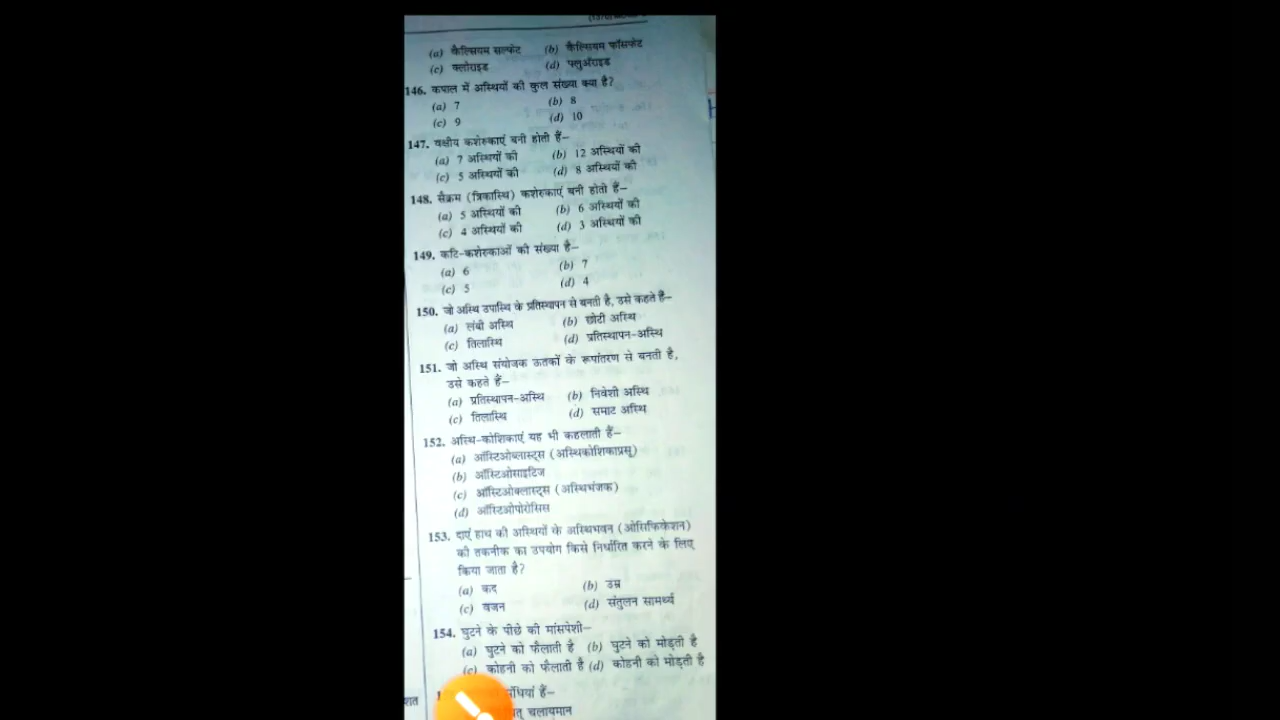 (a) कैल्सियम सल्फेट (b) कैल्सियम फॉसफेट
(c) क्लोराइड (d) फ्लुऑराइड
146. कपाल में अस्थियों की कुल संख्या क्या है?
(a) 7 (b) 8
(c) 9 (d) 10
147. वक्षीय कशेरुकाएं बनी होती हैं–
(a) 7 अस्थियों की (b) 12 अस्थियों की
(c) 5 अस्थियों की (d) 8 अस्थियों की
148. सैक्रम (त्रिकास्थि) कशेरुकाएं बनी होती हैं–
(a) 5 अस्थियों की (b) 6 अस्थियों की
(c) 4 अस्थियों की (d) 3 अस्थियों की
149. कटि-कशेरुकाओं की संख्या है–
(a) 6 (b) 7
(c) 5 (d) 4
150. जो अस्थि उपास्थि के प्रतिस्थापन से बनती है, उसे कहते हैं–
(a) लंबी अस्थि (b) छोटी अस्थि
(c) तिलास्थि (d) प्रतिस्थापन-अस्थि
151. जो अस्थि संयोजक ऊतकों के रूपांतरण से बनती है,
उसे कहते हैं–
(a) प्रतिस्थापन-अस्थि (b) निवेशी अस्थि
(c) तिलास्थि (d) सपाट अस्थि
152. अस्थि-कोशिकाएं यह भी कहलाती हैं–
(a) ऑस्टिओब्लास्ट्स (अस्थिकोशिकाप्रसू)
(b) ऑस्टिओसाइटिज
(c) ऑस्टिओक्लास्ट्स (अस्थिभंजक)
(d) ऑस्टिओपोरोसिस
153. दाएं हाथ की अस्थियों के अस्थिभवन (ओसिफिकेशन)
की तकनीक का उपयोग किसे निर्धारित करने के लिए
किया जाता है?
(a) कद (b) उम्र
(c) वजन (d) संतुलन सामर्थ्य
154. घुटने के पीछे की मांसपेशी–
(a) घुटने को फैलाती है (b) घुटने को मोड़ती है
(c) कोहनी को फैलाती है (d) कोहनी को मोड़ती है
संधियां हैं–
चलायमान